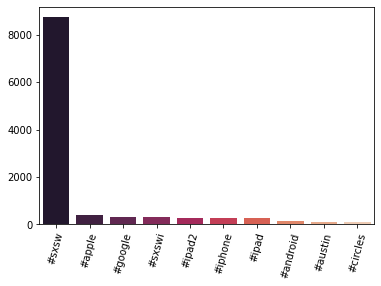 8000
6000
4000
2000
0
#sxsw
#apple
#google
#sxswi
#ipad2
#iphone
#ipad
#android
#austin
#circles